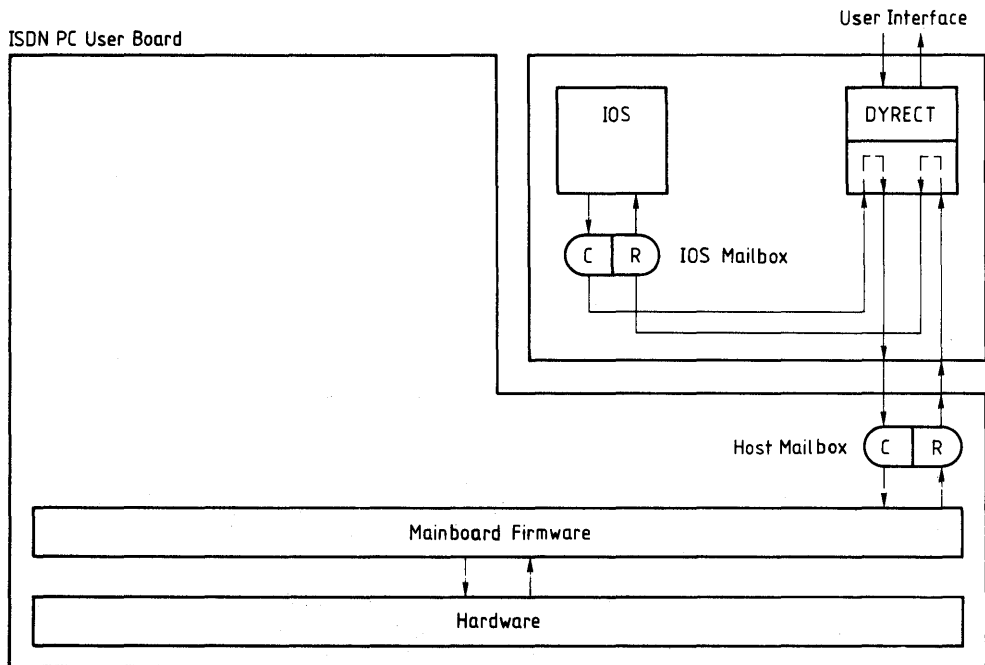 User Interface
ISDN PC User Board
IOS
DYRECT
C R
IOS Mailbox
Host Mailbox
C R
Mainboard Firmware
Hardware